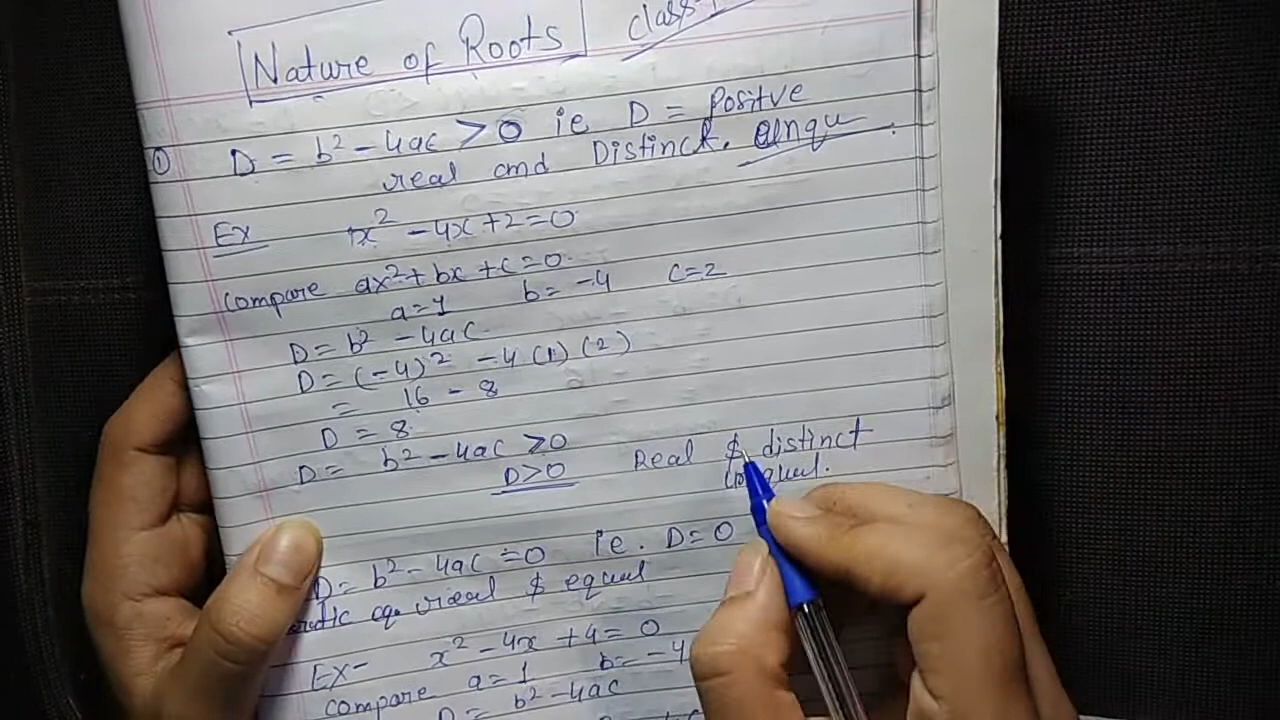 Nature of Roots class
① D = b² - 4ac > 0 ie D = Positve
real and Distinct.
Ex x² - 4x + 2 = 0
compare ax² + bx + c = 0
a = 1 b = -4 c = 2
D = b² - 4ac
D = (-4)² - 4 (1) (2)
= 16 - 8
D = 8
D = b² - 4ac > 0
D > 0 Real $ distinct
D = b² - 4ac = 0 ie. D = 0
real $ equal
Ex- x² - 4x + 4 = 0
compare a = 1 b = -4
D = b² - 4ac